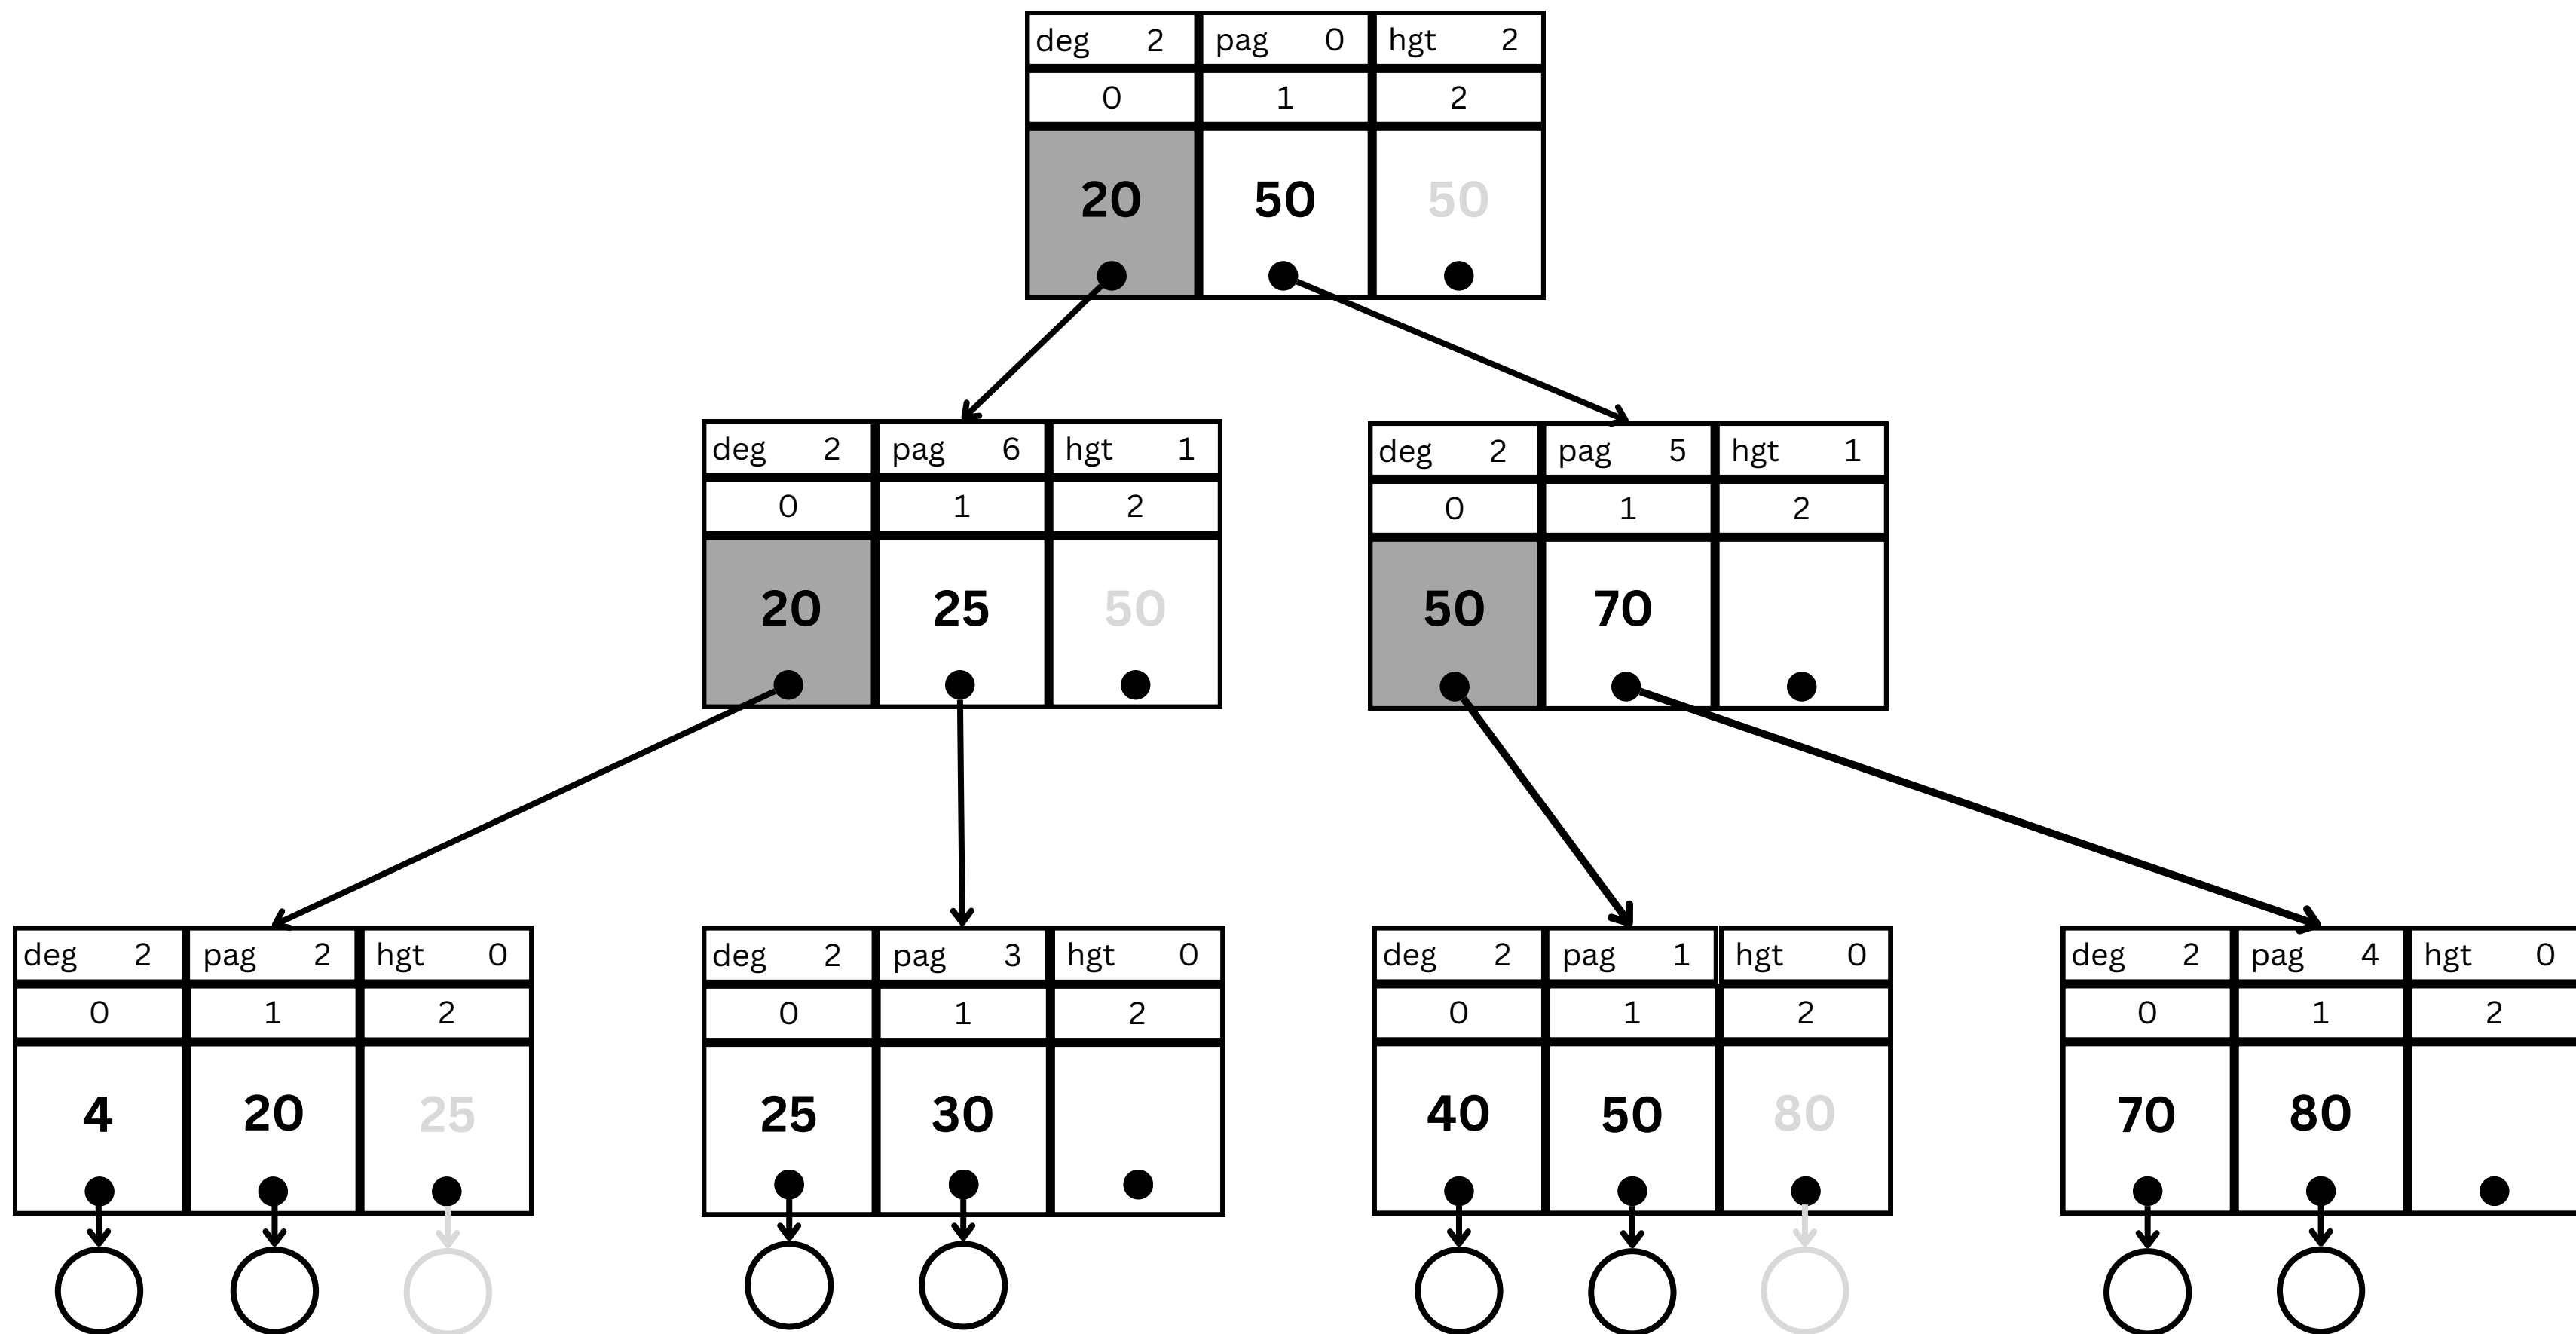 deg 2 pag 0 hgt 2
0 1 2
20 50 50
deg 2 pag 6 hgt 1
0 1 2
20 25 50
deg 2 pag 5 hgt 1
0 1 2
50 70
deg 2 pag 2 hgt 0
0 1 2
4 20 25
deg 2 pag 3 hgt 0
0 1 2
25 30
deg 2 pag 1 hgt 0
0 1 2
40 50 80
deg 2 pag 4 hgt 0
0 1 2
70 80